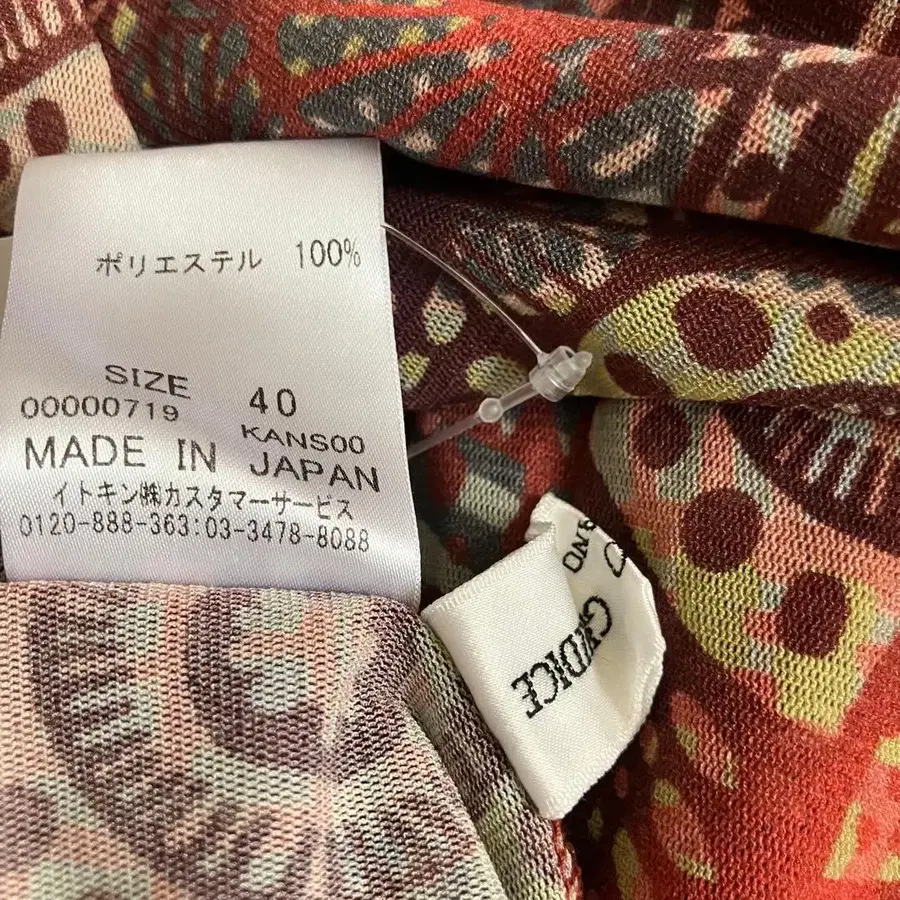 ポリエステル 100%
SIZE 40
00000719 KANS00
MADE IN JAPAN
イトキン㈱カスタマーサービス
0120-888-363:03-3478-8088